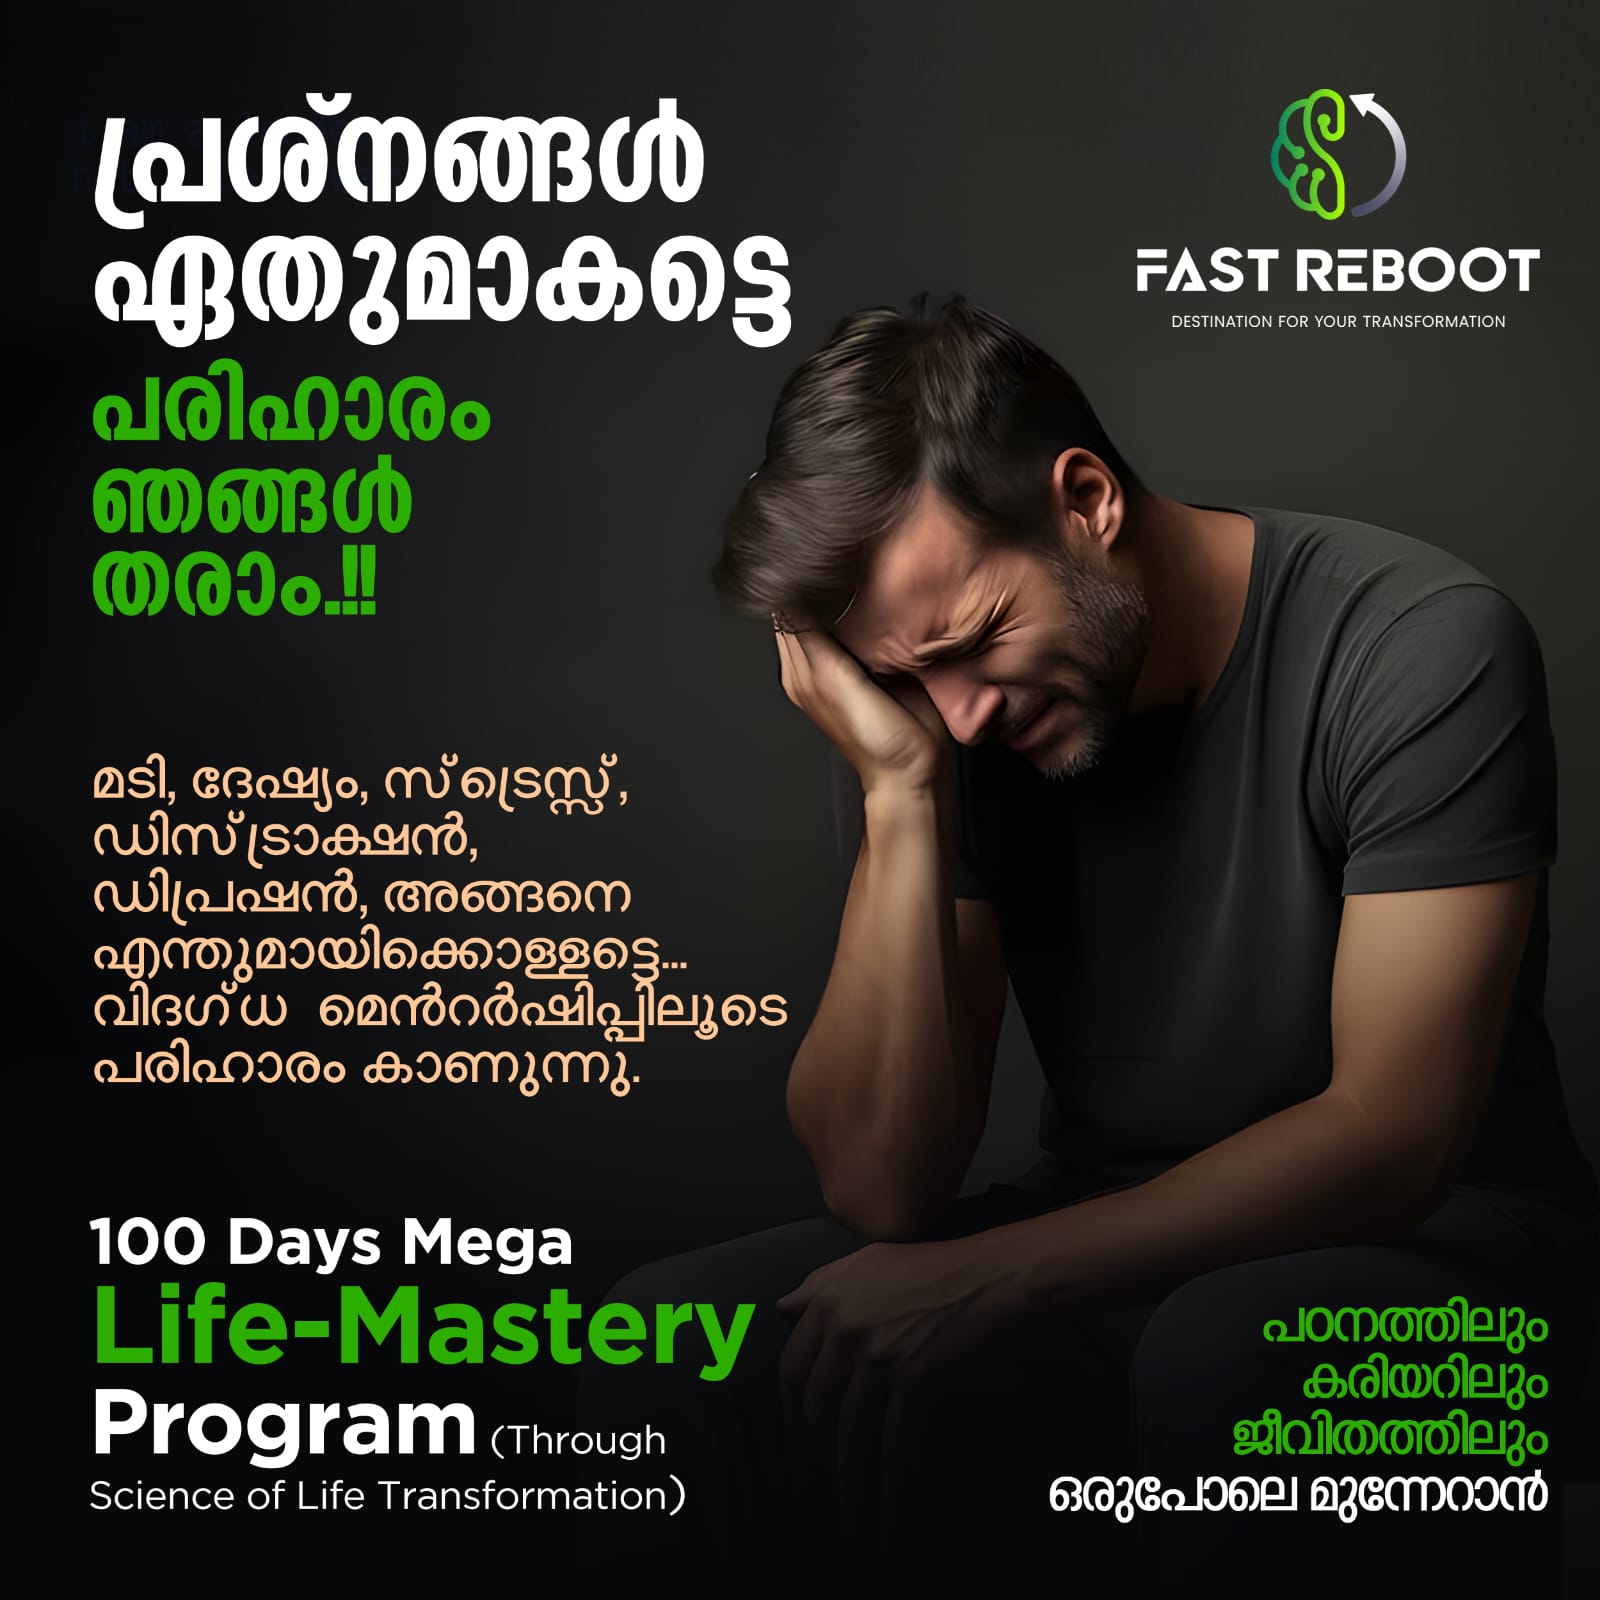 പ്രശ്നങ്ങൾ
ഏതുമാകട്ടെ
പരിഹാരം
ഞങ്ങൾ
തരാം.!!
FAST REBOOT
DESTINATION FOR YOUR TRANSFORMATION
മടി, ദേഷ്യം, സ്ട്രെസ്സ്,
ഡിസ്ട്രാക്ഷൻ,
ഡിപ്രഷൻ, അങ്ങനെ
എന്തുമായിക്കൊള്ളട്ടെ...
വിദഗ്ധ മെൻറർഷിപ്പിലൂടെ
പരിഹാരം കാണുന്നു.
100 Days Mega
Life-Mastery
Program (Through
Science of Life Transformation)
പഠനത്തിലും
കരിയറിലും
ജീവിതത്തിലും
ഒരുപോലെ മുന്നേറാൻ